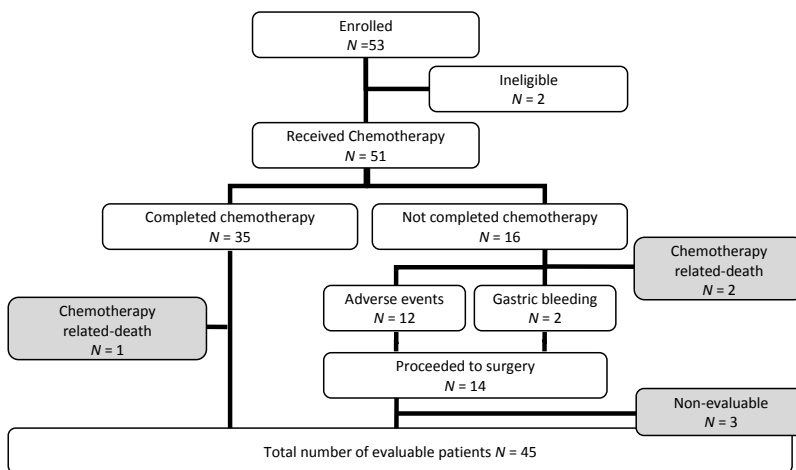 Enrolled
N =53
Ineligible
N = 2
Received Chemotherapy
N = 51
Completed chemotherapy
N = 35
Not completed chemotherapy
N = 16
Chemotherapy
related-death
N = 2
Chemotherapy
related-death
N = 1
Adverse events
N = 12
Gastric bleeding
N = 2
Proceeded to surgery
N = 14
Non-evaluable
N = 3
Total number of evaluable patients N = 45